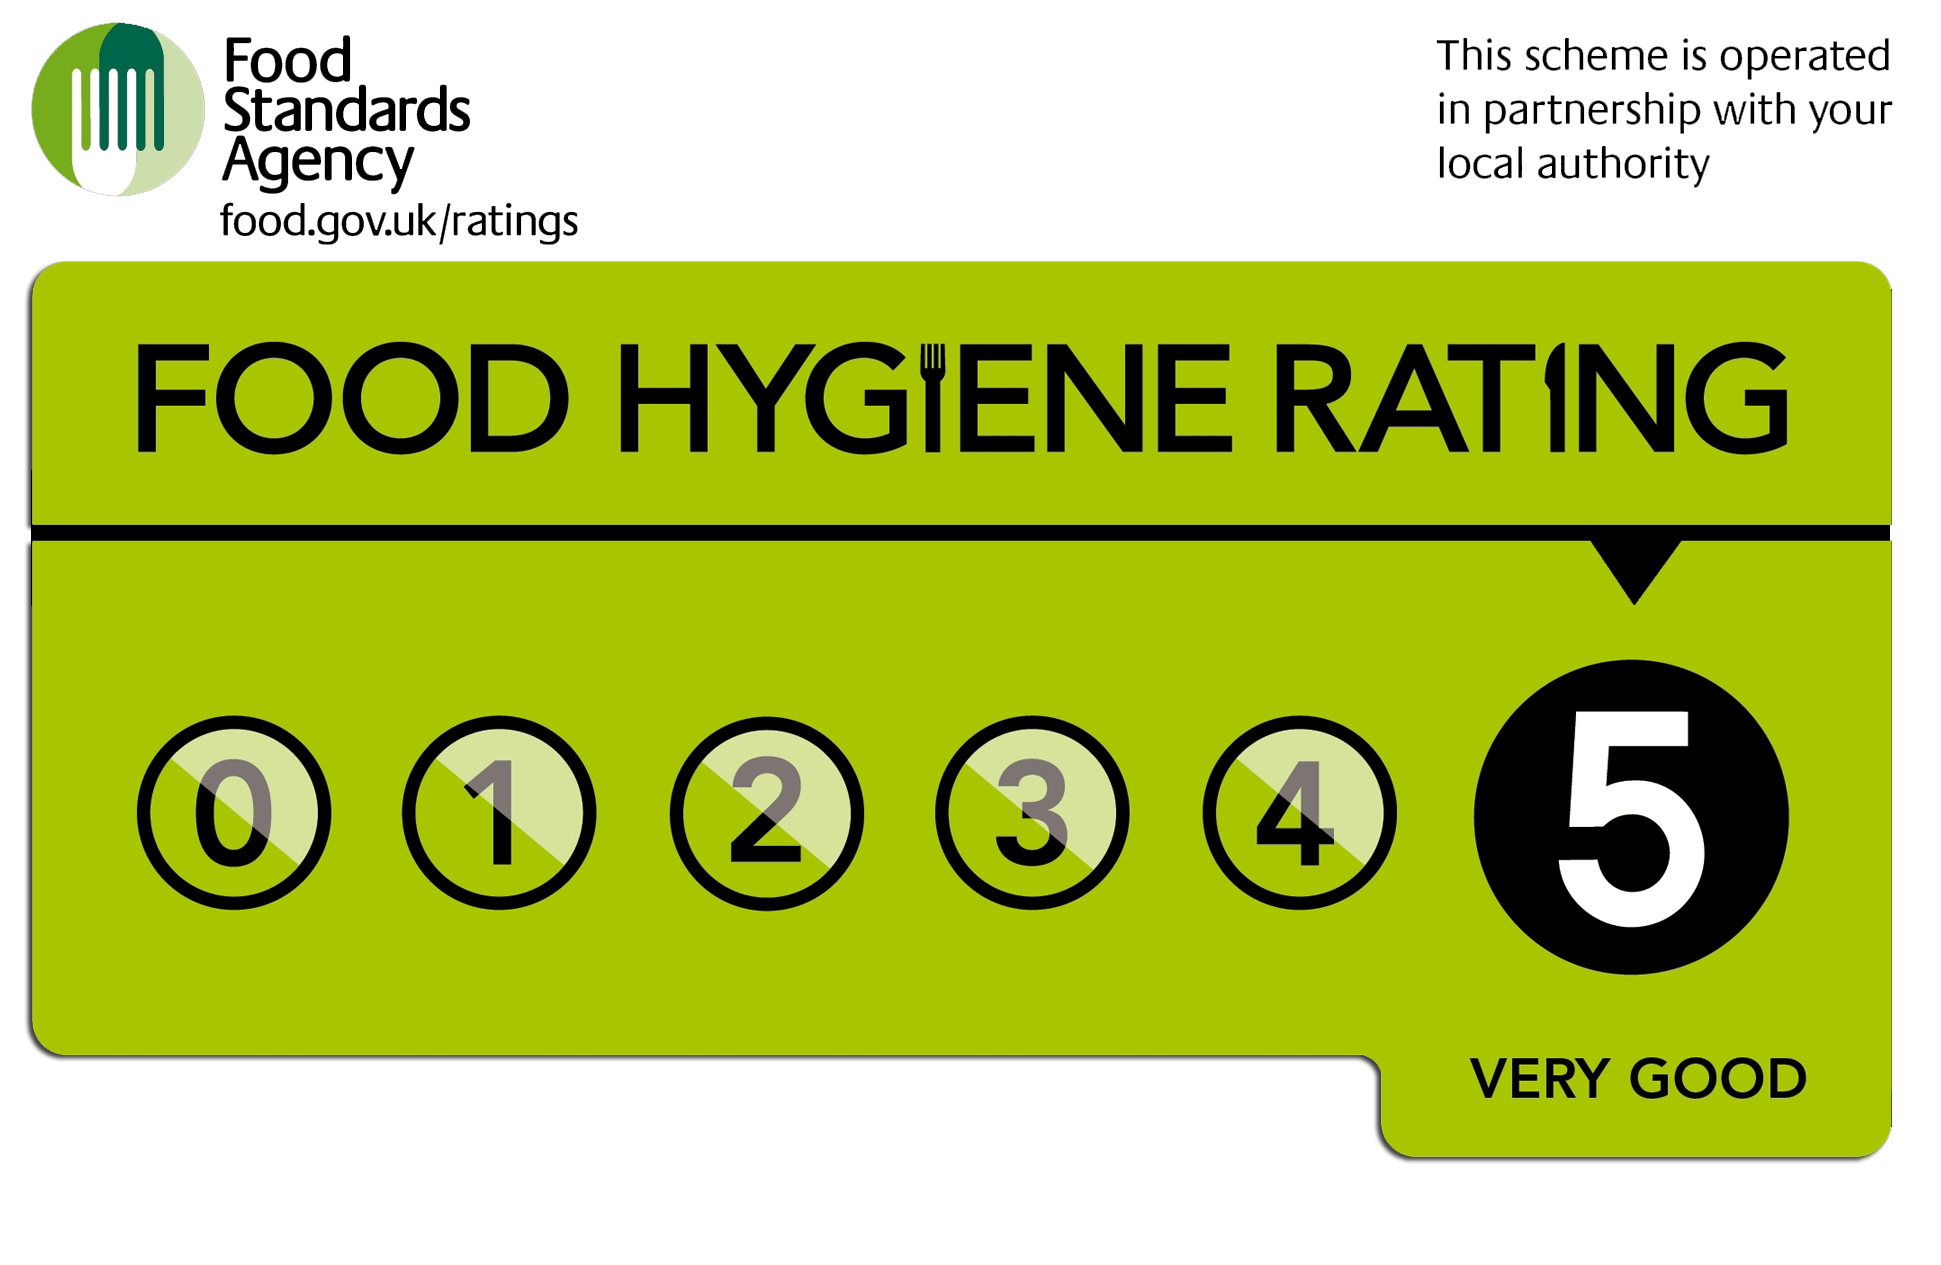 Food
Standards
Agency
food.gov.uk/ratings
This scheme is operated
in partnership with your
local authority
FOOD HYGIENE RATING
0 1 2 3 4 5
VERY GOOD